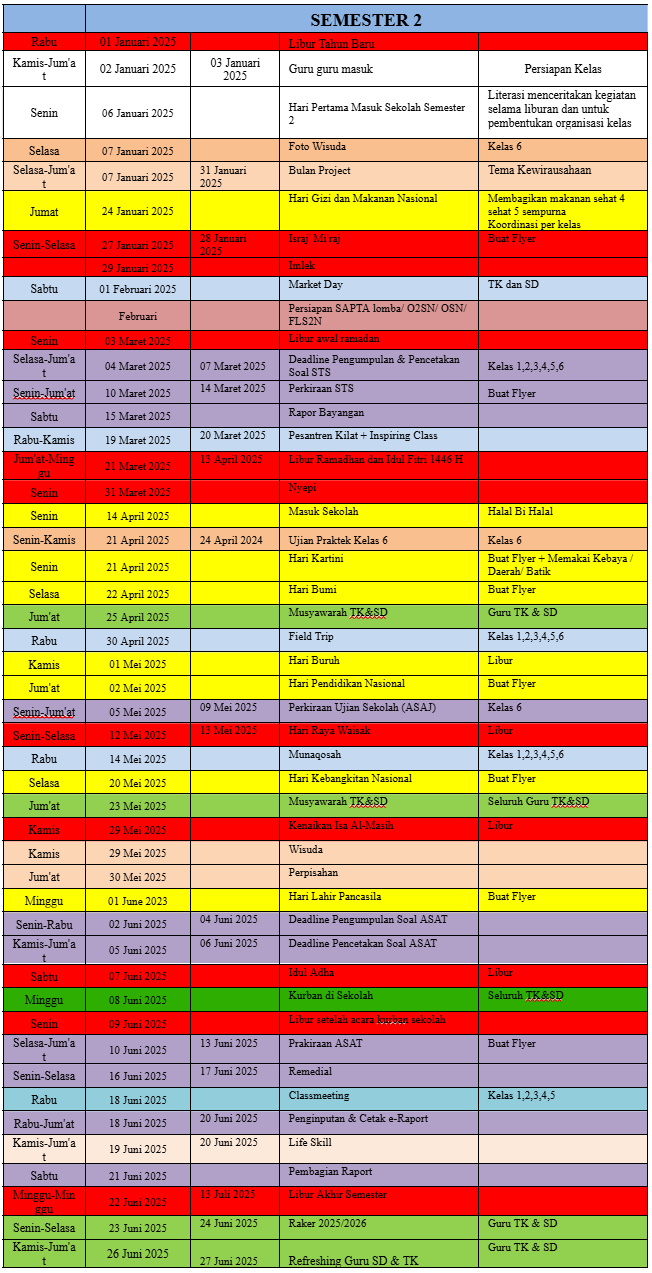 SEMESTER 2
Rabu 01 Januari 2025 Libur Tahun Baru
Kamis-Jum'a
t 02 Januari 2025 03 Januari
2025 Guru guru masuk Persiapan Kelas
Senin 06 Januari 2025 Hari Pertama Masuk Sekolah Semester
2 Literasi menceritakan kegiatan
selama liburan dan untuk
pembentukan organisasi kelas
Selasa 07 Januari 2025 Foto Wisuda Kelas 6
Selasa-Jum'a
t 07 Januari 2025 31 Januari
2025 Bulan Project Tema Kewirausahaan
Jumat 24 Januari 2025 Hari Gizi dan Makanan Nasional Membagikan makanan sehat 4
sehat 5 sempurna
Koordinasi per kelas
Senin-Selasa 27 Januari 2025 28 Januari
2025 Israj' Mi'raj Buat Flyer
29 Januari 2025 Imlek
Sabtu 01 Februari 2025 Market Day TK dan SD
Februari Persiapan SAPTA lomba/ O2SN/ OSN/
FLS2N
Senin 03 Maret 2025 Libur awal ramadan
Selasa-Jum'a
t 04 Maret 2025 07 Maret 2025 Deadline Pengumpulan & Pencetakan
Soal STS Kelas 1,2,3,4,5,6
Senin-Jum'at 10 Maret 2025 14 Maret 2025 Perkiraan STS Buat Flyer
Sabtu 15 Maret 2025 Rapor Bayangan
Rabu-Kamis 19 Maret 2025 20 Maret 2025 Pesantren Kilat + Inspiring Class
Jum'at-Ming
gu 21 Maret 2025 13 April 2025 Libur Ramadhan dan Idul Fitri 1446 H
Senin 31 Maret 2025 Nyepi
Senin 14 April 2025 Masuk Sekolah Halal Bi Halal
Senin-Kamis 21 April 2025 24 April 2024 Ujian Praktek Kelas 6 Kelas 6
Senin 21 April 2025 Hari Kartini Buat Flyer + Memakai Kebaya /
Daerah/ Batik
Selasa 22 April 2025 Hari Bumi Buat Flyer
Jum'at 25 April 2025 Musyawarah TK&SD Guru TK & SD
Rabu 30 April 2025 Field Trip Kelas 1,2,3,4,5,6
Kamis 01 Mei 2025 Hari Buruh Libur
Jum'at 02 Mei 2025 Hari Pendidikan Nasional Buat Flyer
Senin-Jum'at 05 Mei 2025 09 Mei 2025 Perkiraan Ujian Sekolah (ASAJ) Kelas 6
Senin-Selasa 12 Mei 2025 13 Mei 2025 Hari Raya Waisak Libur
Rabu 14 Mei 2025 Munaqosah Kelas 1,2,3,4,5,6
Selasa 20 Mei 2025 Hari Kebangkitan Nasional Buat Flyer
Jum'at 23 Mei 2025 Musyawarah TK&SD Seluruh Guru TK&SD
Kamis 29 Mei 2025 Kenaikan Isa Al-Masih Libur
Kamis 29 Mei 2025 Wisuda
Jum'at 30 Mei 2025 Perpisahan
Minggu 01 June 2023 Hari Lahir Pancasila Buat Flyer
Senin-Rabu 02 Juni 2025 04 Juni 2025 Deadline Pengumpulan Soal ASAT
Kamis-Jum'a
t 05 Juni 2025 06 Juni 2025 Deadline Pencetakan Soal ASAT
Sabtu 07 Juni 2025 Idul Adha Libur
Minggu 08 Juni 2025 Kurban di Sekolah Seluruh TK&SD
Senin 09 Juni 2025 Libur setelah acara kurban sekolah
Selasa-Jum'a
t 10 Juni 2025 13 Juni 2025 Prakiraan ASAT Buat Flyer
Senin-Selasa 16 Juni 2025 17 Juni 2025 Remedial
Rabu 18 Juni 2025 Classmeeting Kelas 1,2,3,4,5
Rabu-Jum'at 18 Juni 2025 20 Juni 2025 Penginputan & Cetak e-Raport
Kamis-Jum'a
t 19 Juni 2025 20 Juni 2025 Life Skill
Sabtu 21 Juni 2025 Pembagian Raport
Minggu-Min
ggu 22 Juni 2025 13 Juli 2025 Libur Akhir Semester
Senin-Selasa 23 Juni 2025 24 Juni 2025 Raker 2025/2026 Guru TK & SD
Kamis-Jum'a
t 26 Juni 2025 27 Juni 2025 Refreshing Guru SD & TK Guru TK & SD